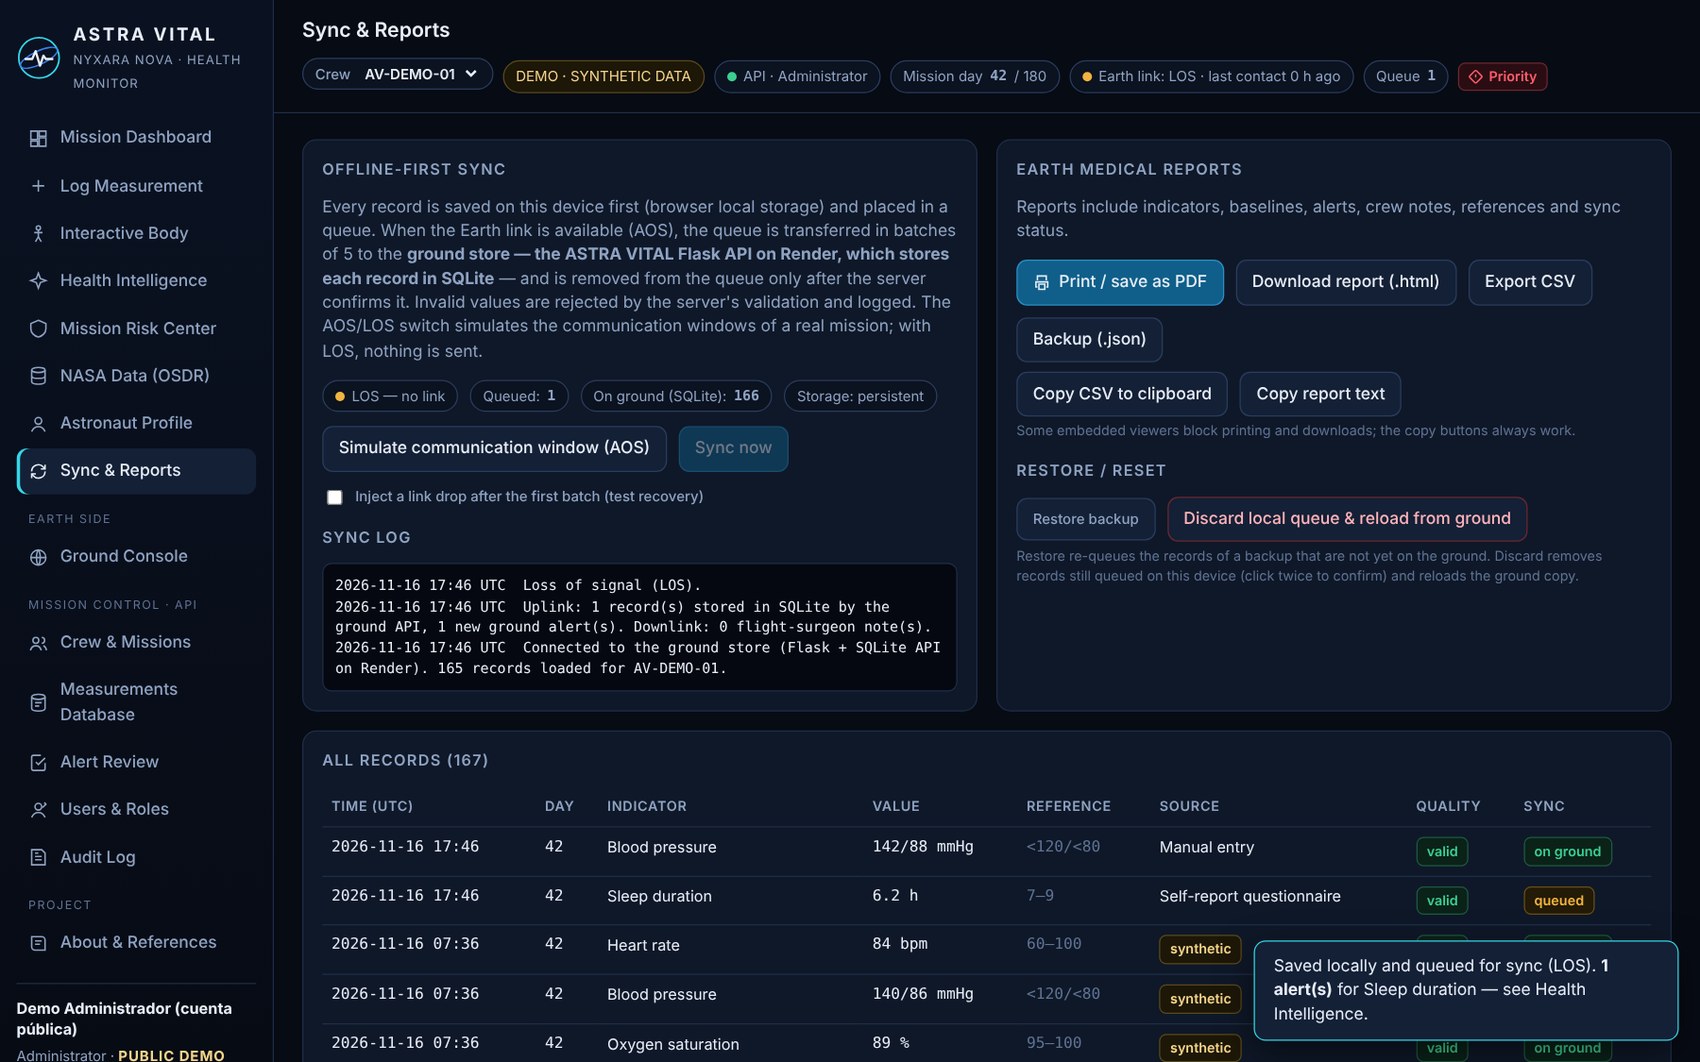 ASTRA VITAL
NYXARA NOVA · HEALTH
MONITOR
Mission Dashboard
Log Measurement
Interactive Body
Health Intelligence
Mission Risk Center
NASA Data (OSDR)
Astronaut Profile
Sync & Reports
EARTH SIDE
Ground Console
MISSION CONTROL · API
Crew & Missions
Measurements
Database
Alert Review
Users & Roles
Audit Log
PROJECT
About & References
Demo Administrador (cuenta
pública)
Administrator · PUBLIC DEMO
Sync & Reports
Crew AV-DEMO-01 DEMO · SYNTHETIC DATA API · Administrator Mission day 42 / 180 Earth link: LOS · last contact 0 h ago Queue 1 Priority
OFFLINE-FIRST SYNC
Every record is saved on this device first (browser local storage) and placed in a
queue. When the Earth link is available (AOS), the queue is transferred in batches
of 5 to the ground store — the ASTRA VITAL Flask API on Render, which stores
each record in SQLite — and is removed from the queue only after the server
confirms it. Invalid values are rejected by the server's validation and logged. The
AOS/LOS switch simulates the communication windows of a real mission; with
LOS, nothing is sent.
LOS — no link Queued: 1 On ground (SQLite): 166 Storage: persistent
Simulate communication window (AOS) Sync now
Inject a link drop after the first batch (test recovery)
SYNC LOG
2026-11-16 17:46 UTC Loss of signal (LOS).
2026-11-16 17:46 UTC Uplink: 1 record(s) stored in SQLite by the
ground API, 1 new ground alert(s). Downlink: 0 flight-surgeon note(s).
2026-11-16 17:46 UTC Connected to the ground store (Flask + SQLite API
on Render). 165 records loaded for AV-DEMO-01.
EARTH MEDICAL REPORTS
Reports include indicators, baselines, alerts, crew notes, references and sync
status.
Print / save as PDF Download report (.html) Export CSV
Backup (.json)
Copy CSV to clipboard Copy report text
Some embedded viewers block printing and downloads; the copy buttons always work.
RESTORE / RESET
Restore backup Discard local queue & reload from ground
Restore re-queues the records of a backup that are not yet on the ground. Discard removes
records still queued on this device (click twice to confirm) and reloads the ground copy.
ALL RECORDS (167)
TIME (UTC) DAY INDICATOR VALUE REFERENCE SOURCE QUALITY SYNC
2026-11-16 17:46 42 Blood pressure 142/88 mmHg <120/<80 Manual entry valid on ground
2026-11-16 17:46 42 Sleep duration 6.2 h 7–9 Self-report questionnaire valid queued
2026-11-16 07:36 42 Heart rate 84 bpm 60–100 synthetic
2026-11-16 07:36 42 Blood pressure 140/86 mmHg <120/<80 synthetic
2026-11-16 07:36 42 Oxygen saturation 89 % 95–100 synthetic valid on ground
Saved locally and queued for sync (LOS). 1
alert(s) for Sleep duration — see Health
Intelligence.